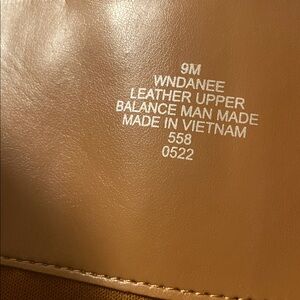 9M
WNDANEE
LEATHER UPPER
BALANCE MAN MADE
MADE IN VIETNAM
558
0522